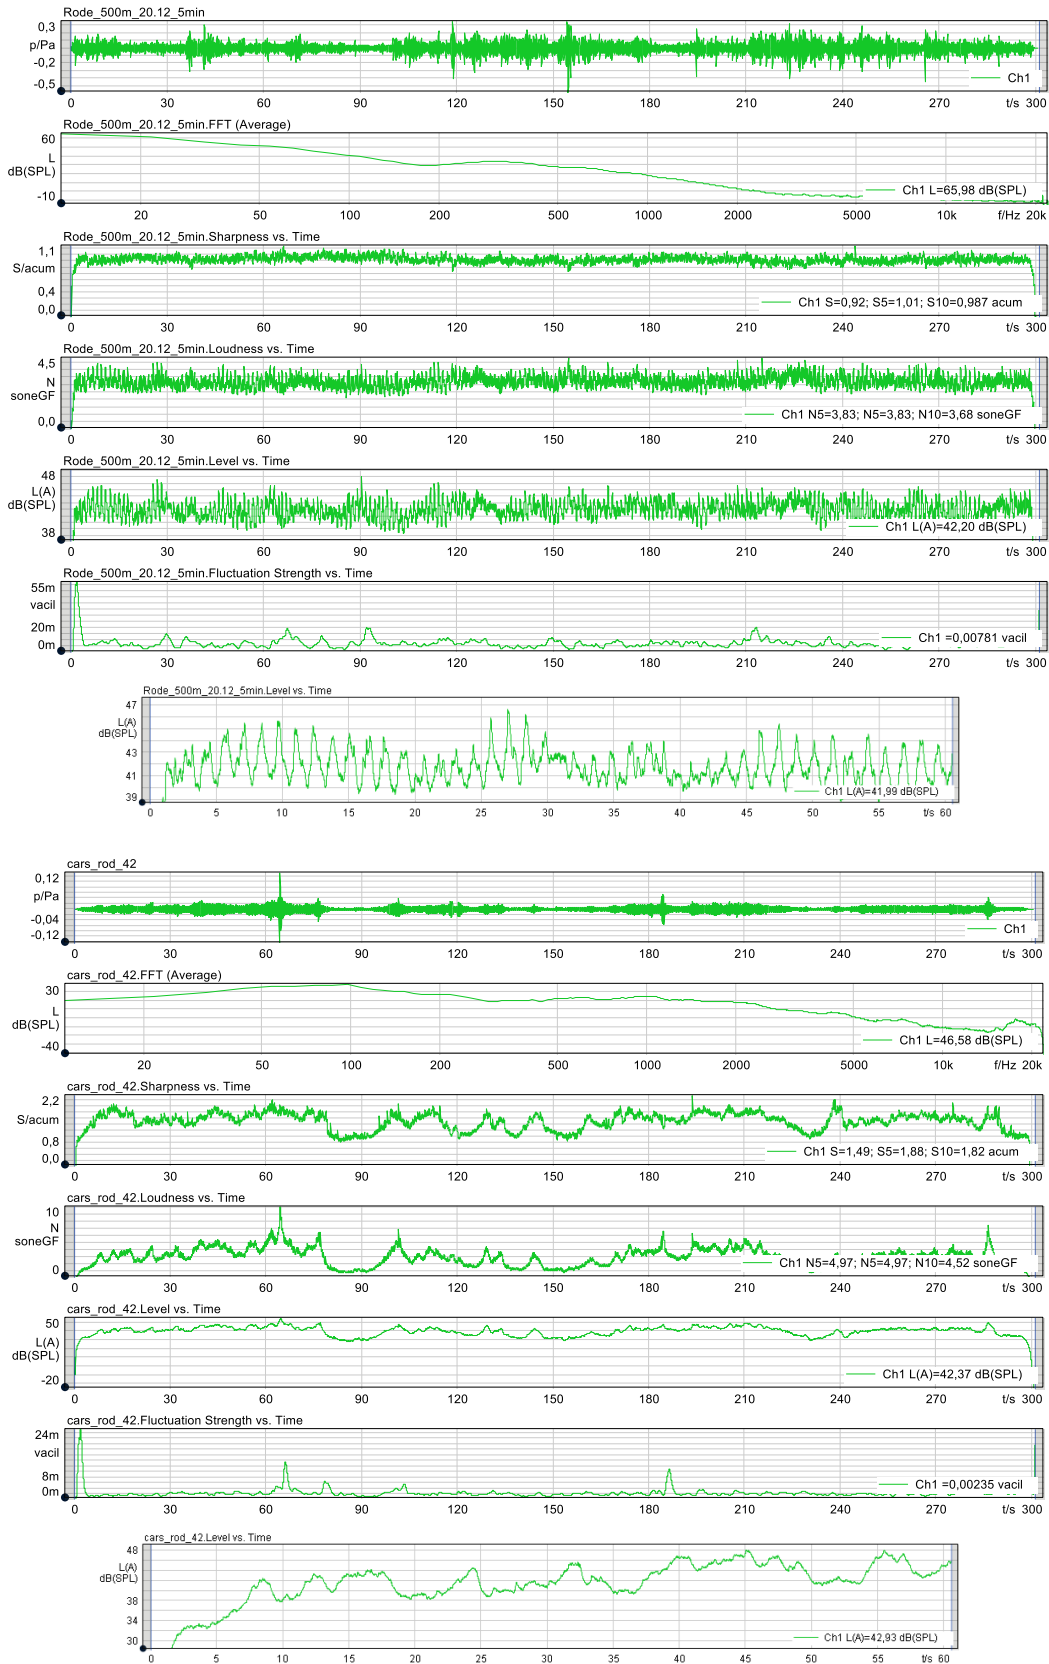 Rode_500m_20.12_5min
0,3
p/Pa
-0,2
-0,5
Ch1
0 30 60 90 120 150 180 210 240 270 t/s 300
Rode_500m_20.12_5min.FFT (Average)
60
L
dB(SPL)
-10
Ch1 L=65,98 dB(SPL)
20 50 100 200 500 1000 2000 5000 10k f/Hz 20k
Rode_500m_20.12_5min.Sharpness vs. Time
1,1
S/acum
0,4
0,0
Ch1 S=0,92; S5=1,01; S10=0,987 acum
0 30 60 90 120 150 180 210 240 270 t/s 300
Rode_500m_20.12_5min.Loudness vs. Time
4,5
N
soneGF
0,0
Ch1 N5=3,83; N5=3,83; N10=3,68 soneGF
0 30 60 90 120 150 180 210 240 270 t/s 300
Rode_500m_20.12_5min.Level vs. Time
48
L(A)
dB(SPL)
38
Ch1 L(A)=42,20 dB(SPL)
0 30 60 90 120 150 180 210 240 270 t/s 300
Rode_500m_20.12_5min.Fluctuation Strength vs. Time
55m
vacil
20m
0m
Ch1 =0,00781 vacil
0 30 60 90 120 150 180 210 240 270 t/s 300
Rode_500m_20.12_5min.Level vs. Time
47
L(A)
dB(SPL)
43
41
39
Ch1 L(A)=41,99 dB(SPL)
0 5 10 15 20 25 30 35 40 45 50 55 t/s 60
cars_rod_42
0,12
p/Pa
-0,04
-0,12
Ch1
0 30 60 90 120 150 180 210 240 270 t/s 300
cars_rod_42.FFT (Average)
30
L
dB(SPL)
-40
Ch1 L=46,58 dB(SPL)
20 50 100 200 500 1000 2000 5000 10k f/Hz 20k
cars_rod_42.Sharpness vs. Time
2,2
S/acum
0,8
0,0
Ch1 S=1,49; S5=1,88; S10=1,82 acum
0 30 60 90 120 150 180 210 240 270 t/s 300
cars_rod_42.Loudness vs. Time
10
N
soneGF
0
Ch1 N5=4,97; N5=4,97; N10=4,52 soneGF
0 30 60 90 120 150 180 210 240 270 t/s 300
cars_rod_42.Level vs. Time
50
L(A)
dB(SPL)
-20
Ch1 L(A)=42,37 dB(SPL)
0 30 60 90 120 150 180 210 240 270 t/s 300
cars_rod_42.Fluctuation Strength vs. Time
24m
vacil
8m
0m
Ch1 =0,00235 vacil
0 30 60 90 120 150 180 210 240 270 t/s 300
cars_rod_42.Level vs. Time
48
L(A)
dB(SPL)
38
34
30
Ch1 L(A)=42,93 dB(SPL)
0 5 10 15 20 25 30 35 40 45 50 55 t/s 60